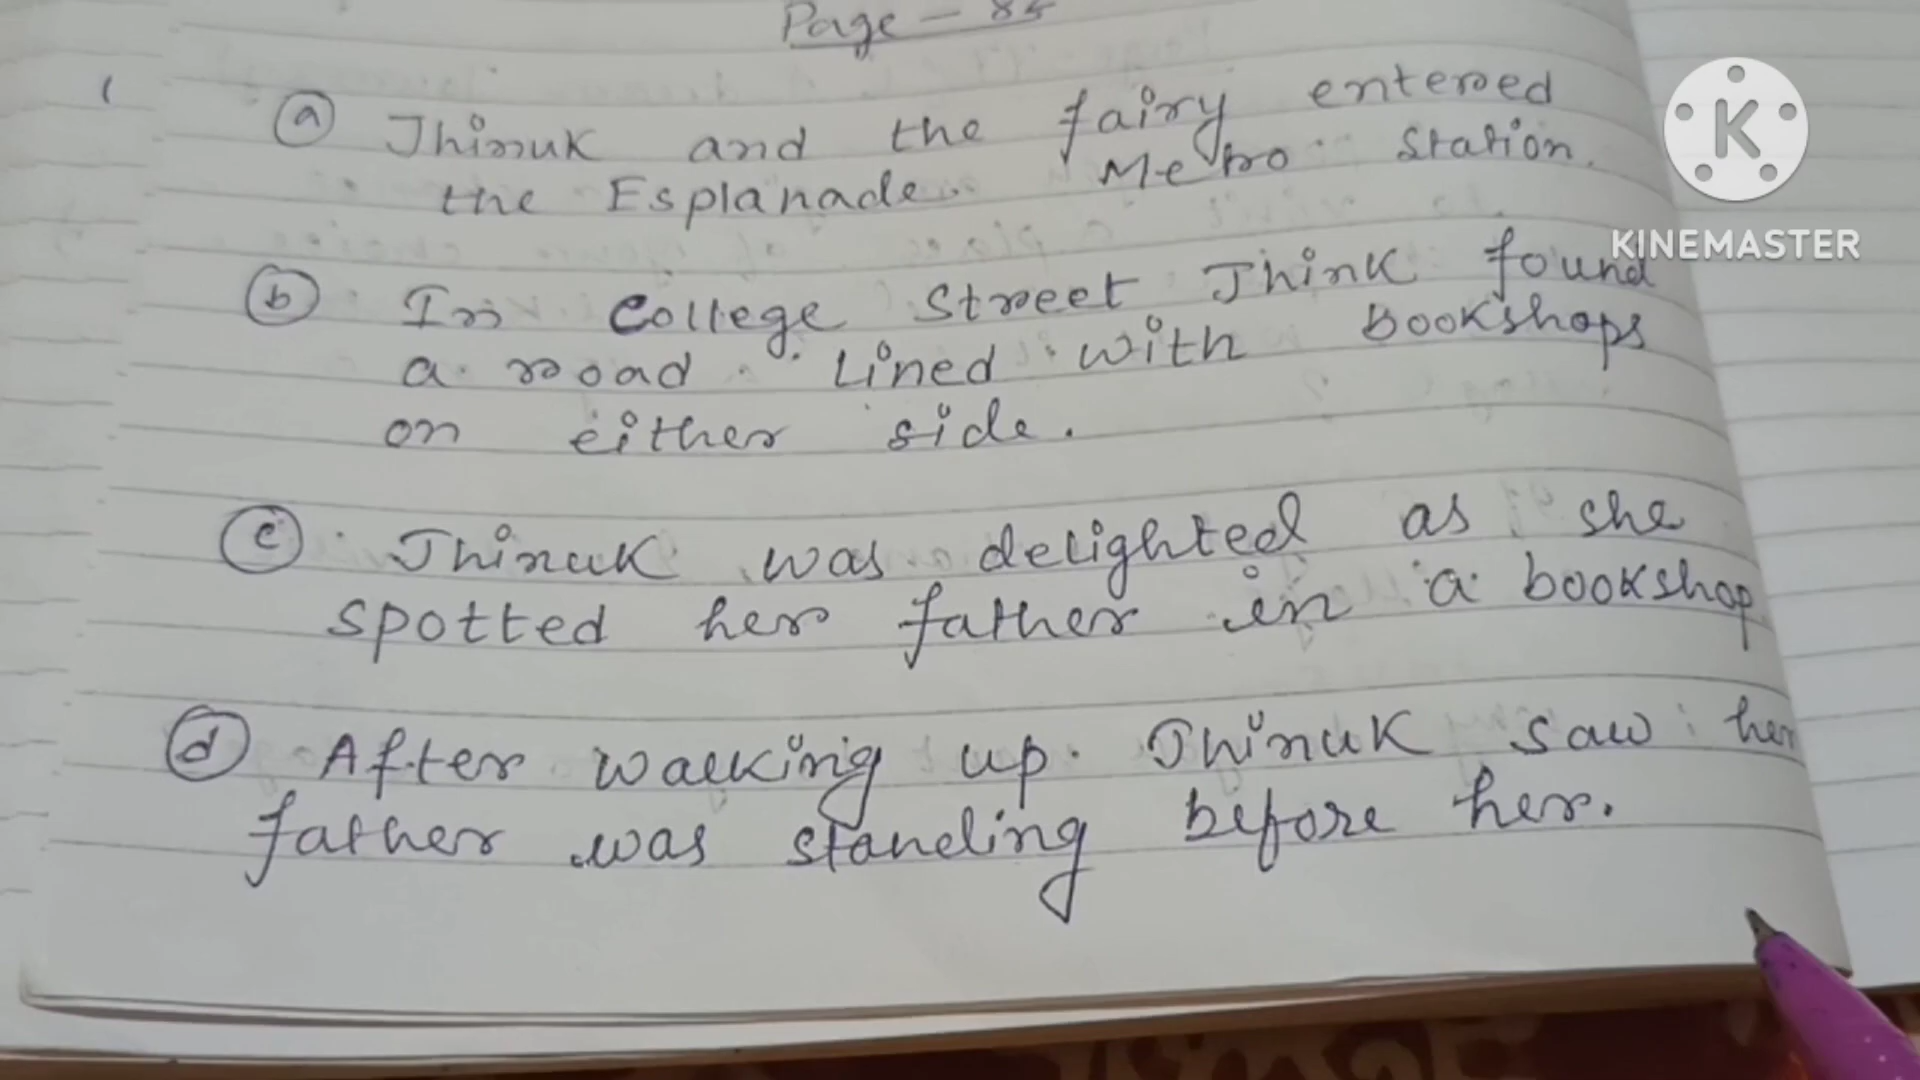 Page - 85
a Jhinuk and the fairy entered
the Esplanade. Metro Station.
b In College Street Jhink found
a road lined with bookshops
on either side.
c Jhinuk was delighted as she
spotted her father in a bookshop
d After walking up. Jhinuk saw her
father was standing before her.
K
KINEMASTER